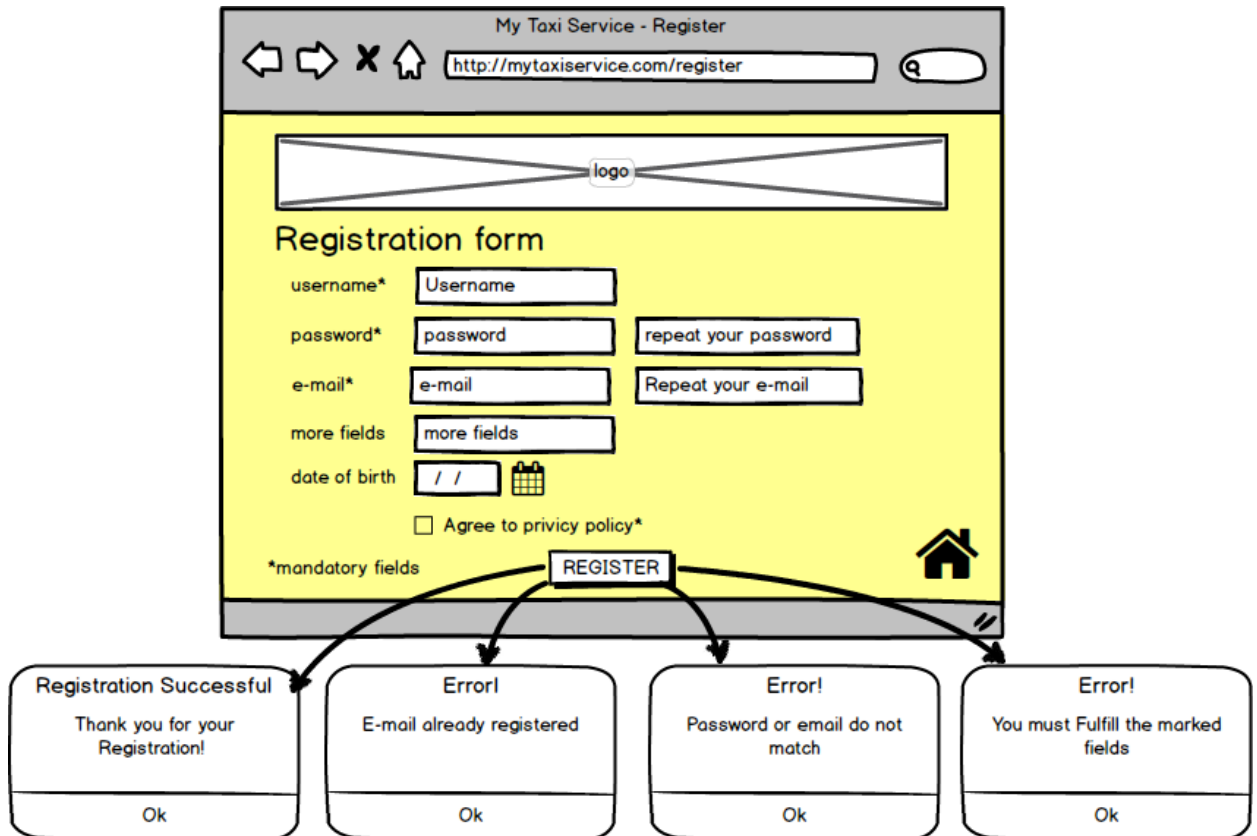 My Taxi Service - Register
http://mytaxiservice.com/register
logo
Registration form
username* Username
password* password repeat your password
e-mail* e-mail Repeat your e-mail
more fields more fields
date of birth / /
Agree to privicy policy*
*mandatory fields REGISTER
Registration Successful
Thank you for your
Registration!
Ok
Error!
E-mail already registered
Ok
Error!
Password or email do not
match
Ok
Error!
You must Fulfill the marked
fields
Ok